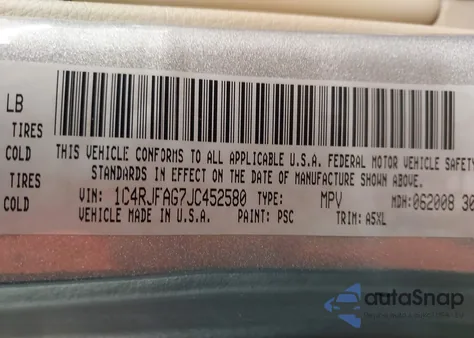 LB
TIRES
COLD THIS VEHICLE CONFORMS TO ALL APPLICABLE U.S.A. FEDERAL MOTOR VEHICLE SAFETY
TIRES STANDARDS IN EFFECT ON THE DATE OF MANUFACTURE SHOWN ABOVE.
COLD VIN: 1C4RJFAG7JC452580 TYPE: MPV MDH:062008 30
VEHICLE MADE IN U.S.A. PAINT: PSC TRIM: A5XL
autoSnap